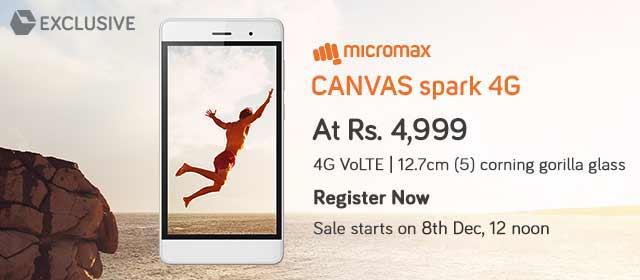 EXCLUSIVE
micromax
CANVAS spark 4G
At Rs. 4,999
4G VoLTE | 12.7cm (5) corning gorilla glass
Register Now
Sale starts on 8th Dec, 12 noon